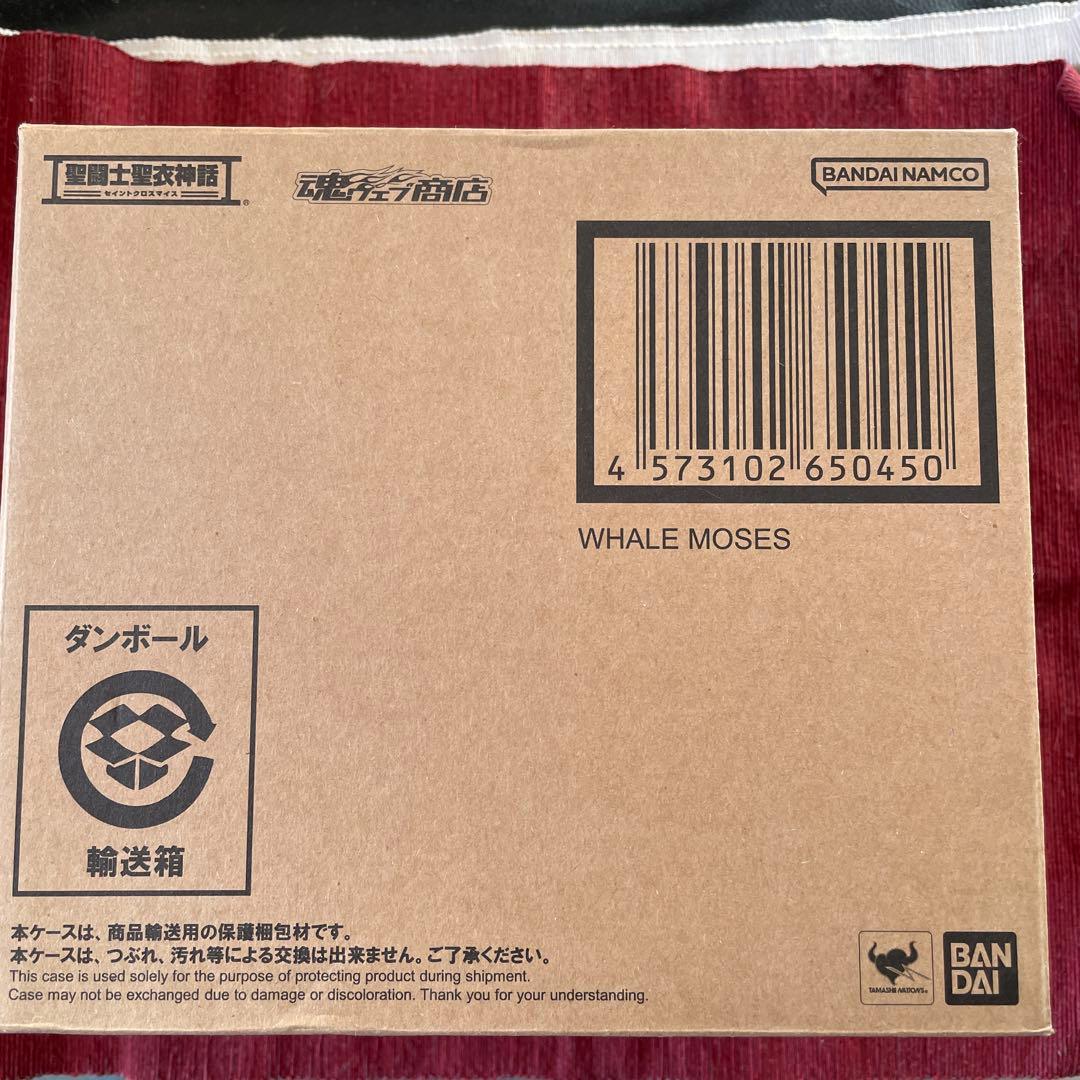 聖闘士聖衣神話
セイントクロスマイス
®
魂ウェブ商店
BANDAI NAMCO
4 573102 650450
WHALE MOSES
ダンボール
輸送箱
本ケースは、商品輸送用の保護梱包材です。
本ケースは、つぶれ、汚れ等による交換は出来ません。ご了承ください。
This case is used solely for the purpose of protecting product during shipment.
Case may not be exchanged due to damage or discoloration. Thank you for your understanding.
TAMASHII NATIONS®
BAN
DAI